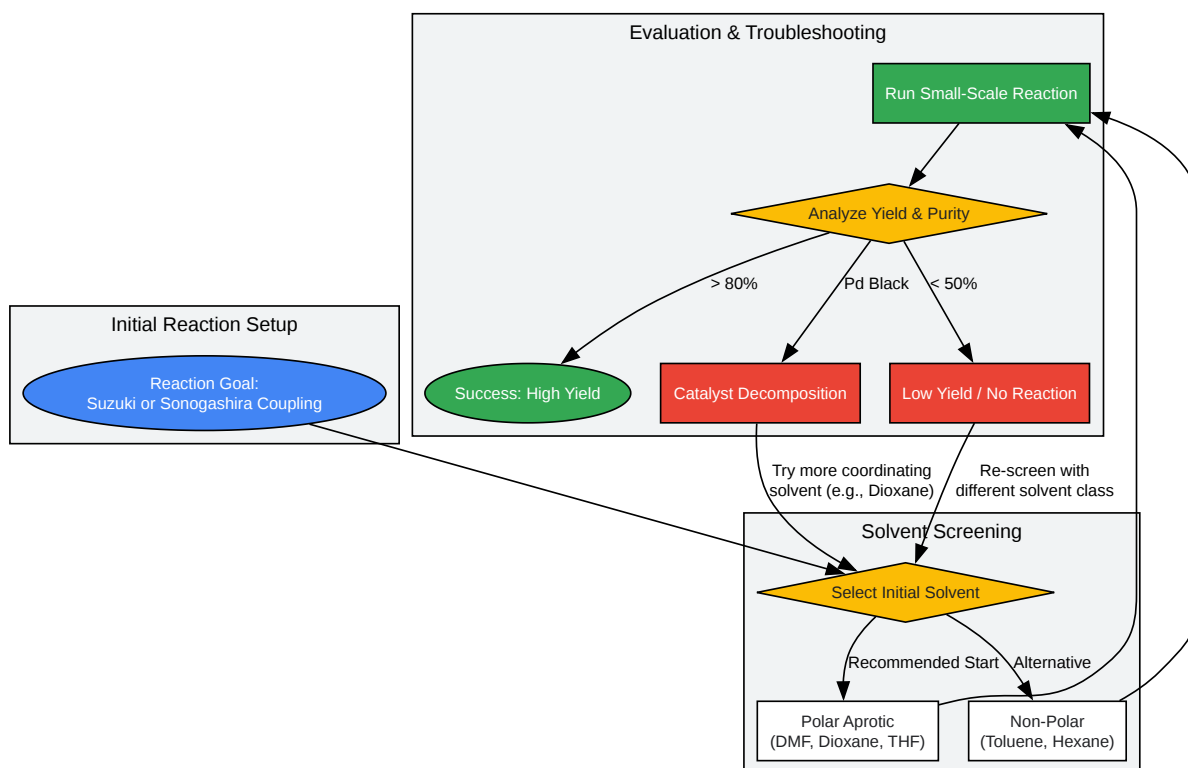 Evaluation & Troubleshooting
Run Small-Scale Reaction
Analyze Yield & Purity
> 80%
Pd Black
< 50%
Initial Reaction Setup
Reaction Goal:
Suzuki or Sonogashira Coupling
Success: High Yield
Catalyst Decomposition
Low Yield / No Reaction
Try more coordinating
solvent (e.g., Dioxane)
Re-screen with
different solvent class
Solvent Screening
Select Initial Solvent
Recommended Start
Alternative
Polar Aprotic
(DMF, Dioxane, THF)
Non-Polar
(Toluene, Hexane)